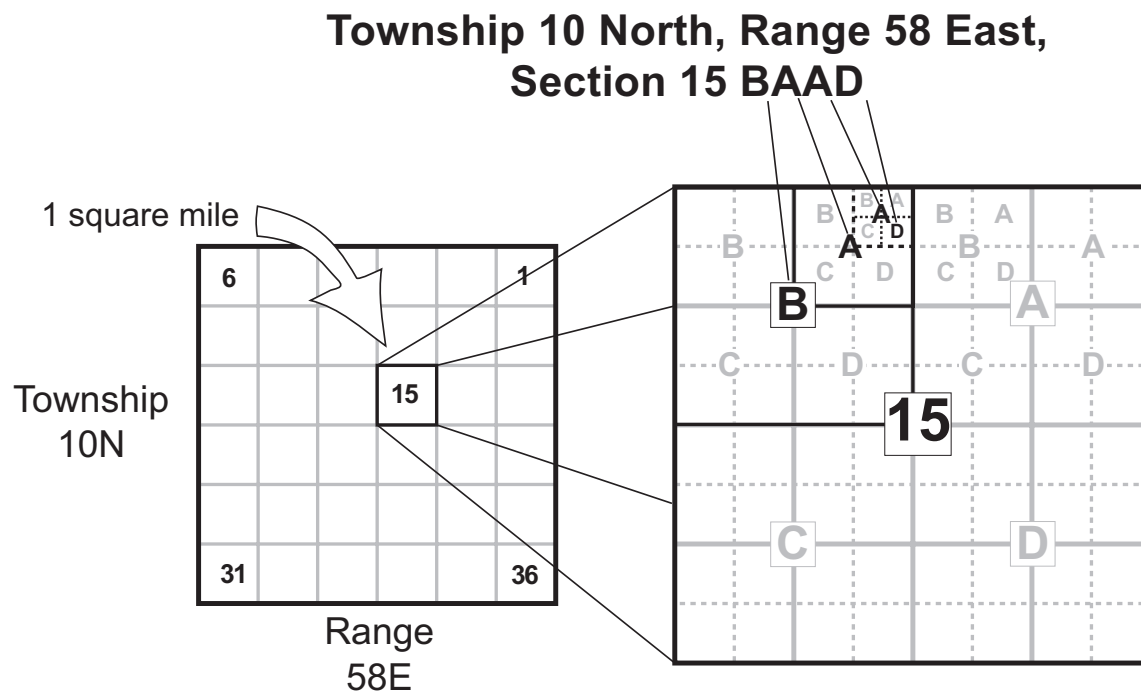 Township 10 North, Range 58 East,
Section 15 BAAD
1 square mile
6
1
15
Township
10N
31
36
Range
58E
B A
B A B A
B A C D B A
B A
C D C D
B A
C D C D
15
C D